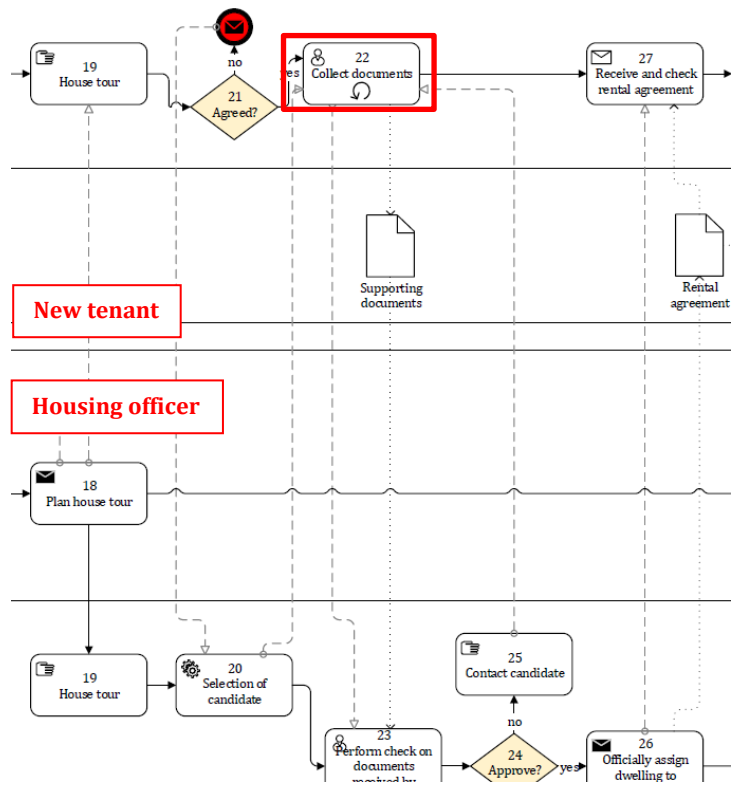 19
House tour
no
21
Agreed?
yes
22
Collect documents
27
Receive and check
rental agreement
Supporting
documents
Rental
agreement
New tenant
Housing officer
18
Plan house tour
19
House tour
20
Selection of
candidate
25
Contact candidate
no
23
Perform check on
documents
received by
24
Approve?
yes
26
Officially assign
dwelling to